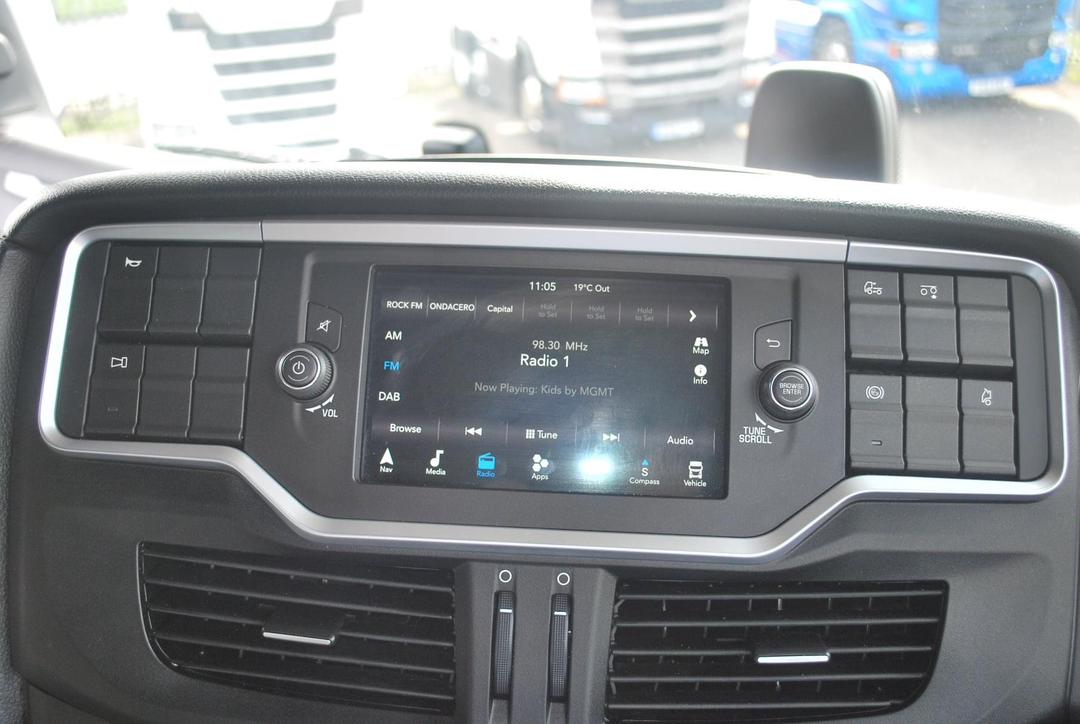 11:05 19°C Out
ROCK FM ONDACERO Capital Hold to Set Hold to Set Hold to Set
AM
98.30 MHz
Map
FM
Radio 1
Info
Now Playing: Kids by MGMT
DAB
Browse Tune Audio
Nav Media Radio Apps S Compass Vehicle
VOL
BROWSE
ENTER
TUNE
SCROLL